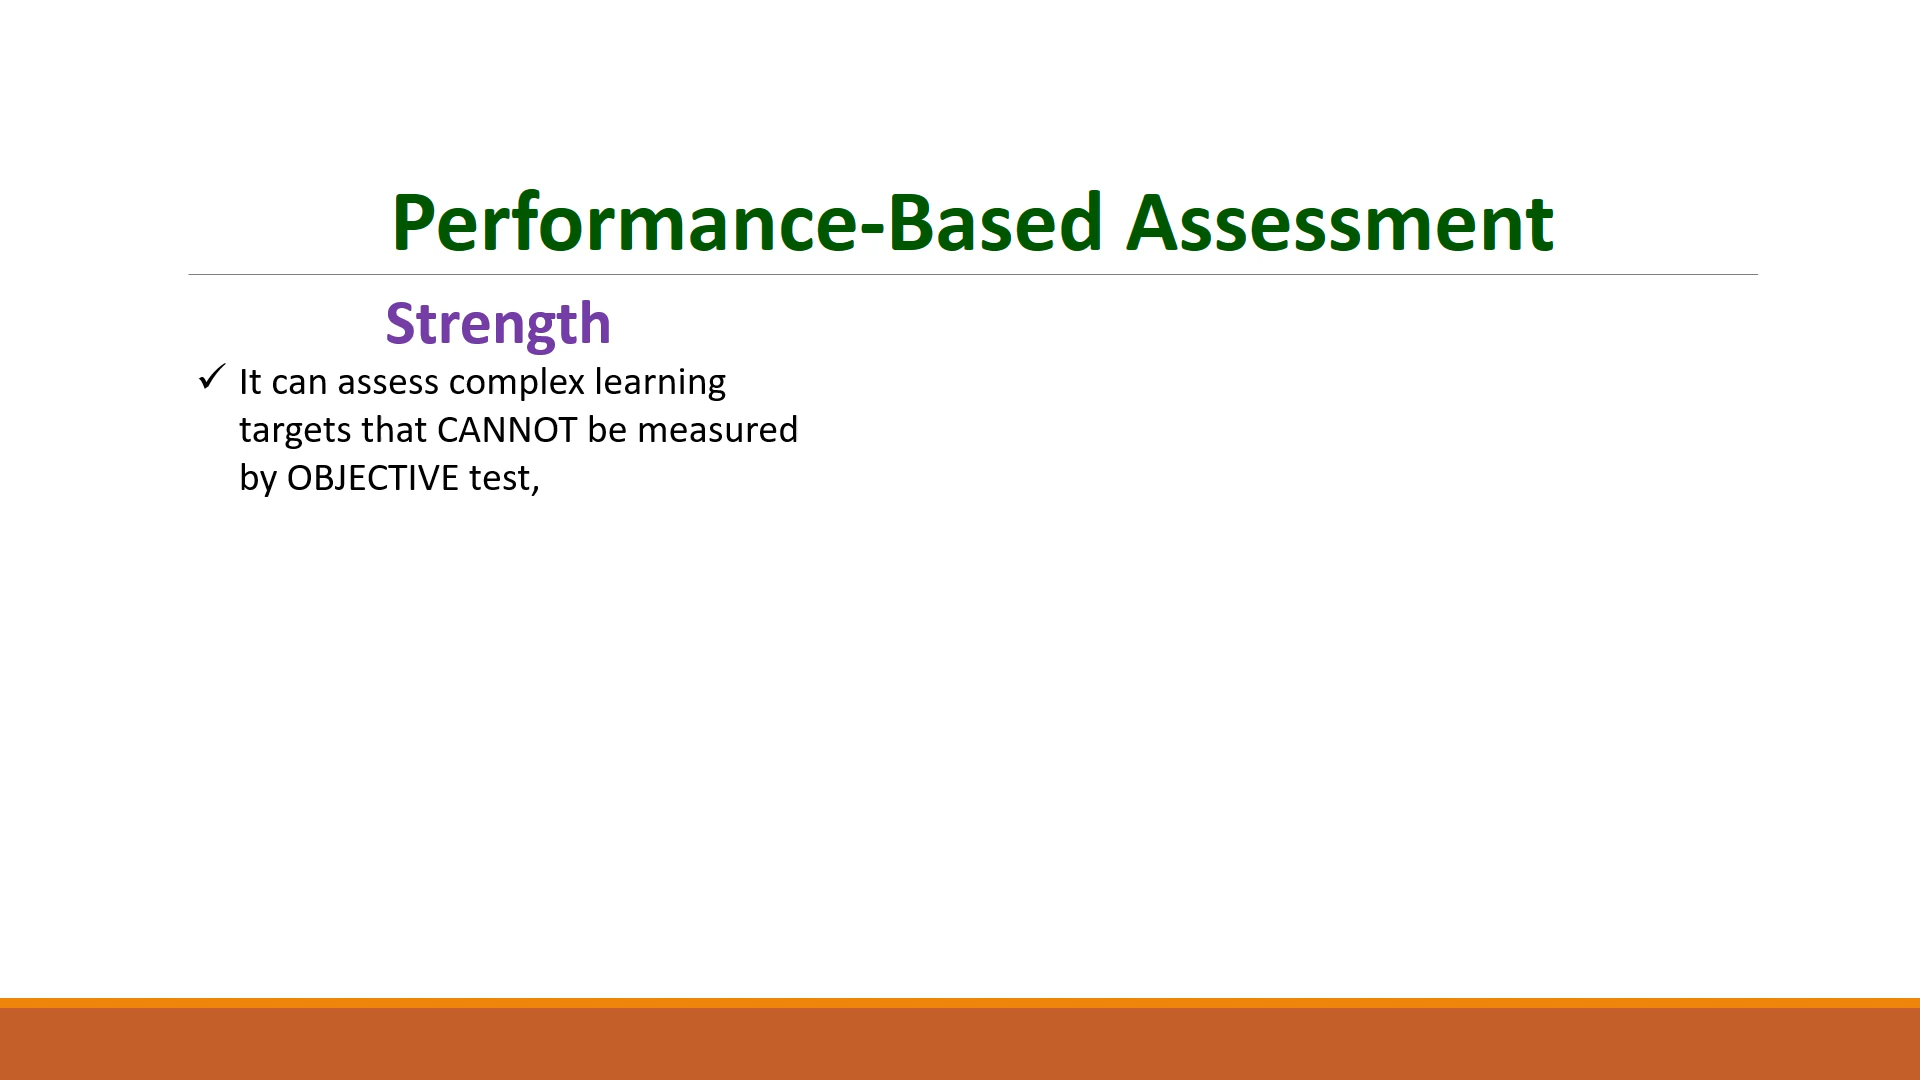 Performance-Based Assessment
Strength
✓ It can assess complex learning
targets that CANNOT be measured
by OBJECTIVE test,